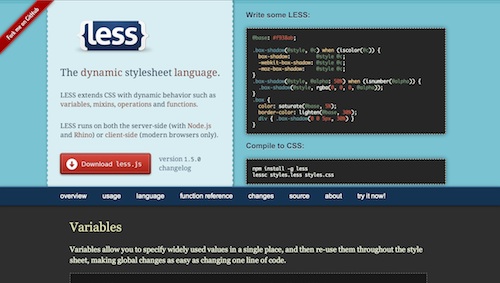 Fork me on GitHub
{less}
The dynamic stylesheet language.
LESS extends CSS with dynamic behavior such as
variables, mixins, operations and functions.
LESS runs on both the server-side (with Node.js
and Rhino) or client-side (modern browsers only).
Download less.js
version 1.5.0
changelog
Write some LESS:
@base: #f938ab;
.box-shadow(@style, @c) when (iscolor(@c)) {
box-shadow: @style @c;
-webkit-box-shadow: @style @c;
-moz-box-shadow: @style @c;
}
.box-shadow(@style, @alpha: 50%) when (isnumber(@alpha)) {
.box-shadow(@style, rgba(0, 0, 0, @alpha));
}
.box {
color: saturate(@base, 5%);
border-color: lighten(@base, 30%);
div { .box-shadow(0 0 5px, 30%) }
}
Compile to CSS:
npm install -g less
lessc styles.less styles.css
overview usage language function reference changes source about try it now!
Variables
Variables allow you to specify widely used values in a single place, and then re-use them throughout the style
sheet, making global changes as easy as changing one line of code.